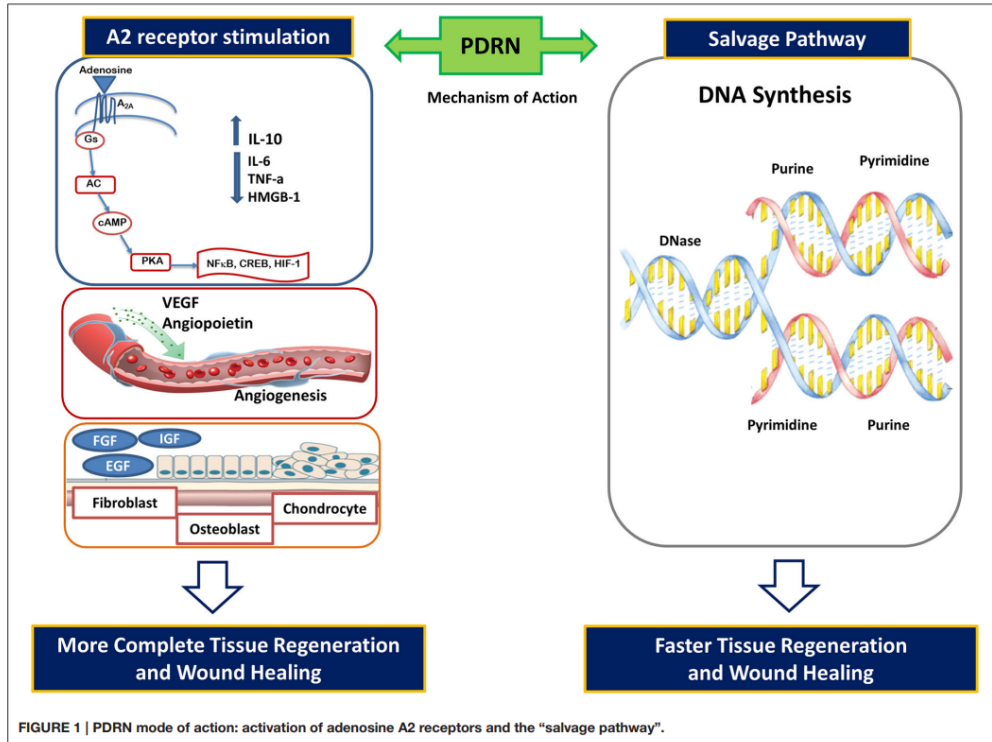 A2 receptor stimulation
PDRN
Salvage Pathway
Mechanism of Action
Adenosine
A2A
Gs
AC
cAMP
PKA
NFκB, CREB, HIF-1
IL-10
IL-6
TNF-a
HMGB-1
VEGF
Angiopoietin
Angiogenesis
FGF
IGF
EGF
Fibroblast
Osteoblast
Chondrocyte
DNA Synthesis
Purine
Pyrimidine
DNase
Pyrimidine
Purine
More Complete Tissue Regeneration
and Wound Healing
Faster Tissue Regeneration
and Wound Healing
FIGURE 1 | PDRN mode of action: activation of adenosine A2 receptors and the “salvage pathway”.